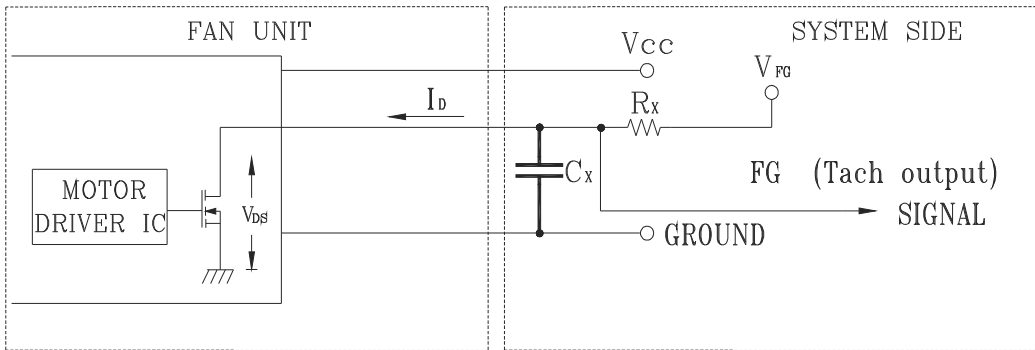 FAN UNIT
SYSTEM SIDE
Vcc
VFG
ID
RX
CX
MOTOR
DRIVER IC
VDS
FG (Tach output)
SIGNAL
GROUND